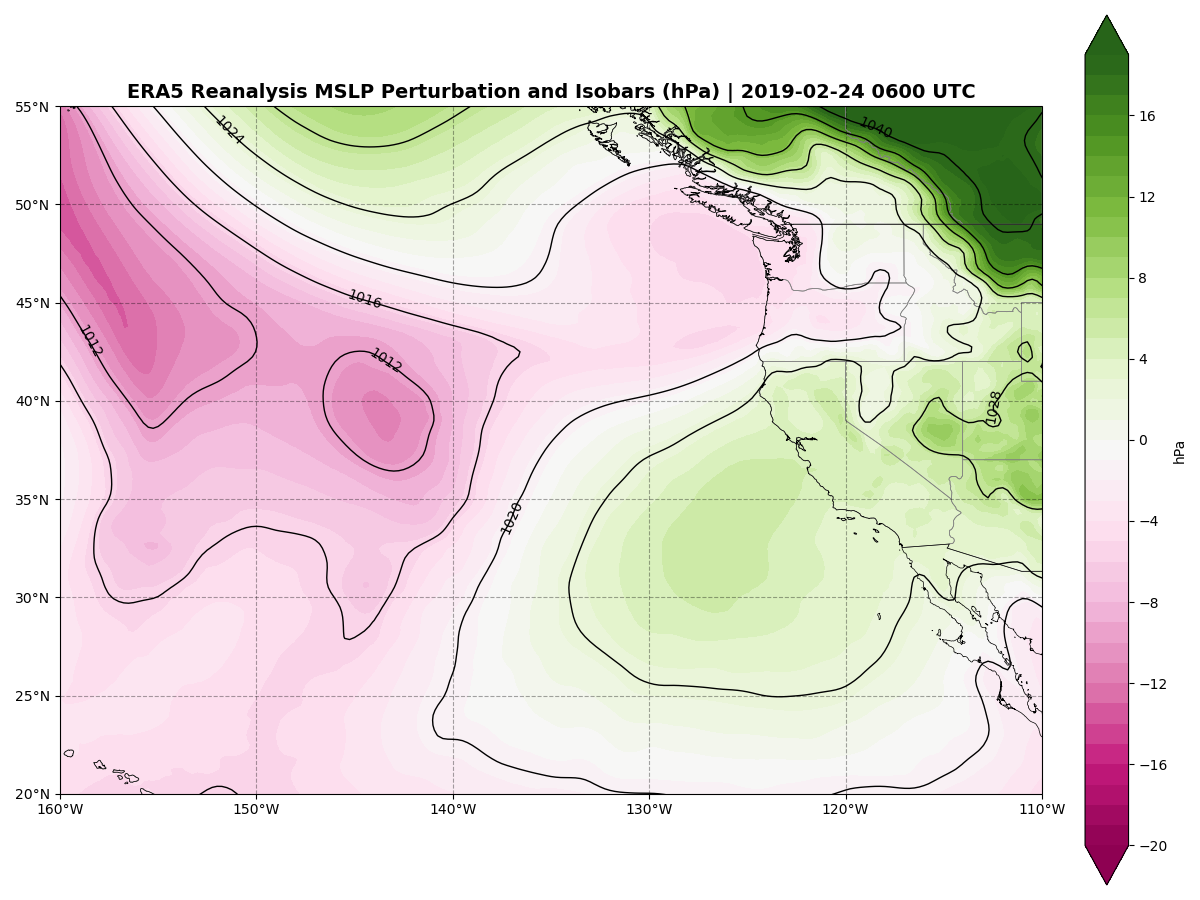 ERA5 Reanalysis MSLP Perturbation and Isobars (hPa) | 2019-02-24 0600 UTC
55°N
50°N
45°N
40°N
35°N
30°N
25°N
20°N
160°W
150°W
140°W
130°W
120°W
110°W
1024
1040
1016
1012
1012
1028
1020
16
12
8
4
0
−4
−8
−12
−16
−20
hPa